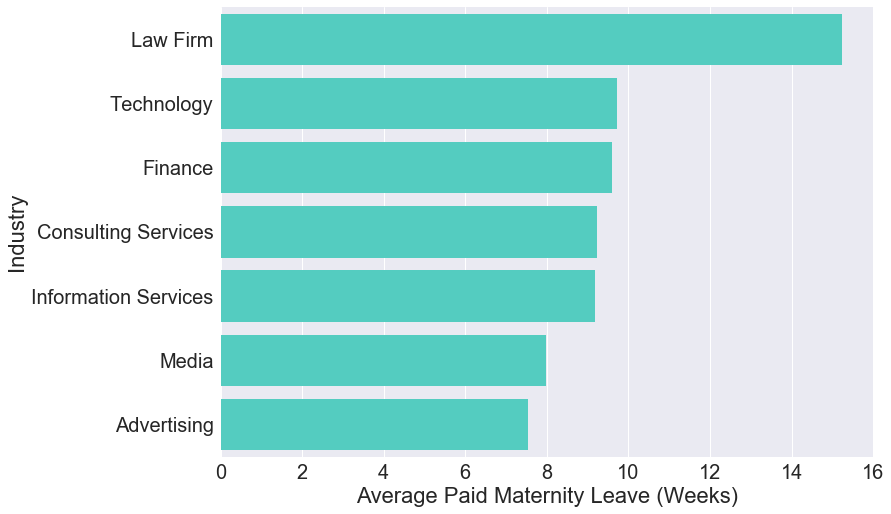 Law Firm
Technology
Finance
Consulting Services
Information Services
Media
Advertising
Industry
0 2 4 6 8 10 12 14 16
Average Paid Maternity Leave (Weeks)